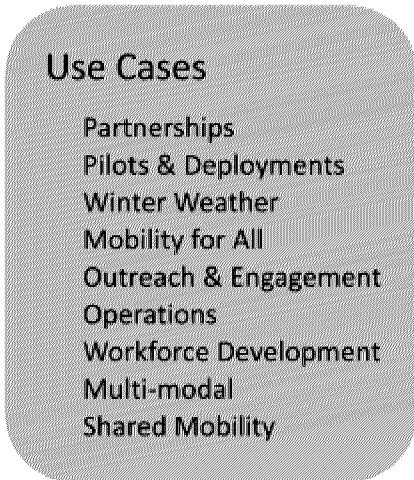 Use Cases
Partnerships
Pilots & Deployments
Winter Weather
Mobility for All
Outreach & Engagement
Operations
Workforce Development
Multi-modal
Shared Mobility